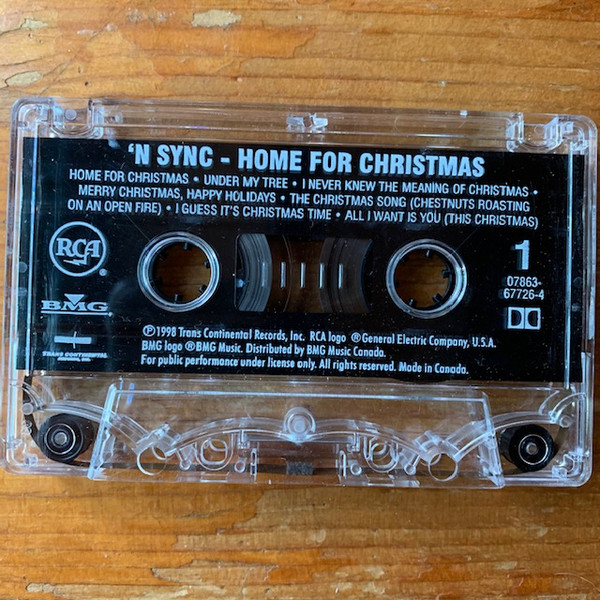 'N SYNC - HOME FOR CHRISTMAS
HOME FOR CHRISTMAS • UNDER MY TREE • I NEVER KNEW THE MEANING OF CHRISTMAS •
MERRY CHRISTMAS, HAPPY HOLIDAYS • THE CHRISTMAS SONG (CHESTNUTS ROASTING
ON AN OPEN FIRE) • I GUESS IT'S CHRISTMAS TIME • ALL I WANT IS YOU (THIS CHRISTMAS)
RCA
®
1
07863-
67726-4
BMG
TRANS CONTINENTAL
RECORDS, INC.
℗1998 Trans Continental Records, Inc. RCA logo ®General Electric Company, U.S.A.
BMG logo ®BMG Music. Distributed by BMG Music Canada.
For public performance under license only. All rights reserved. Made in Canada.